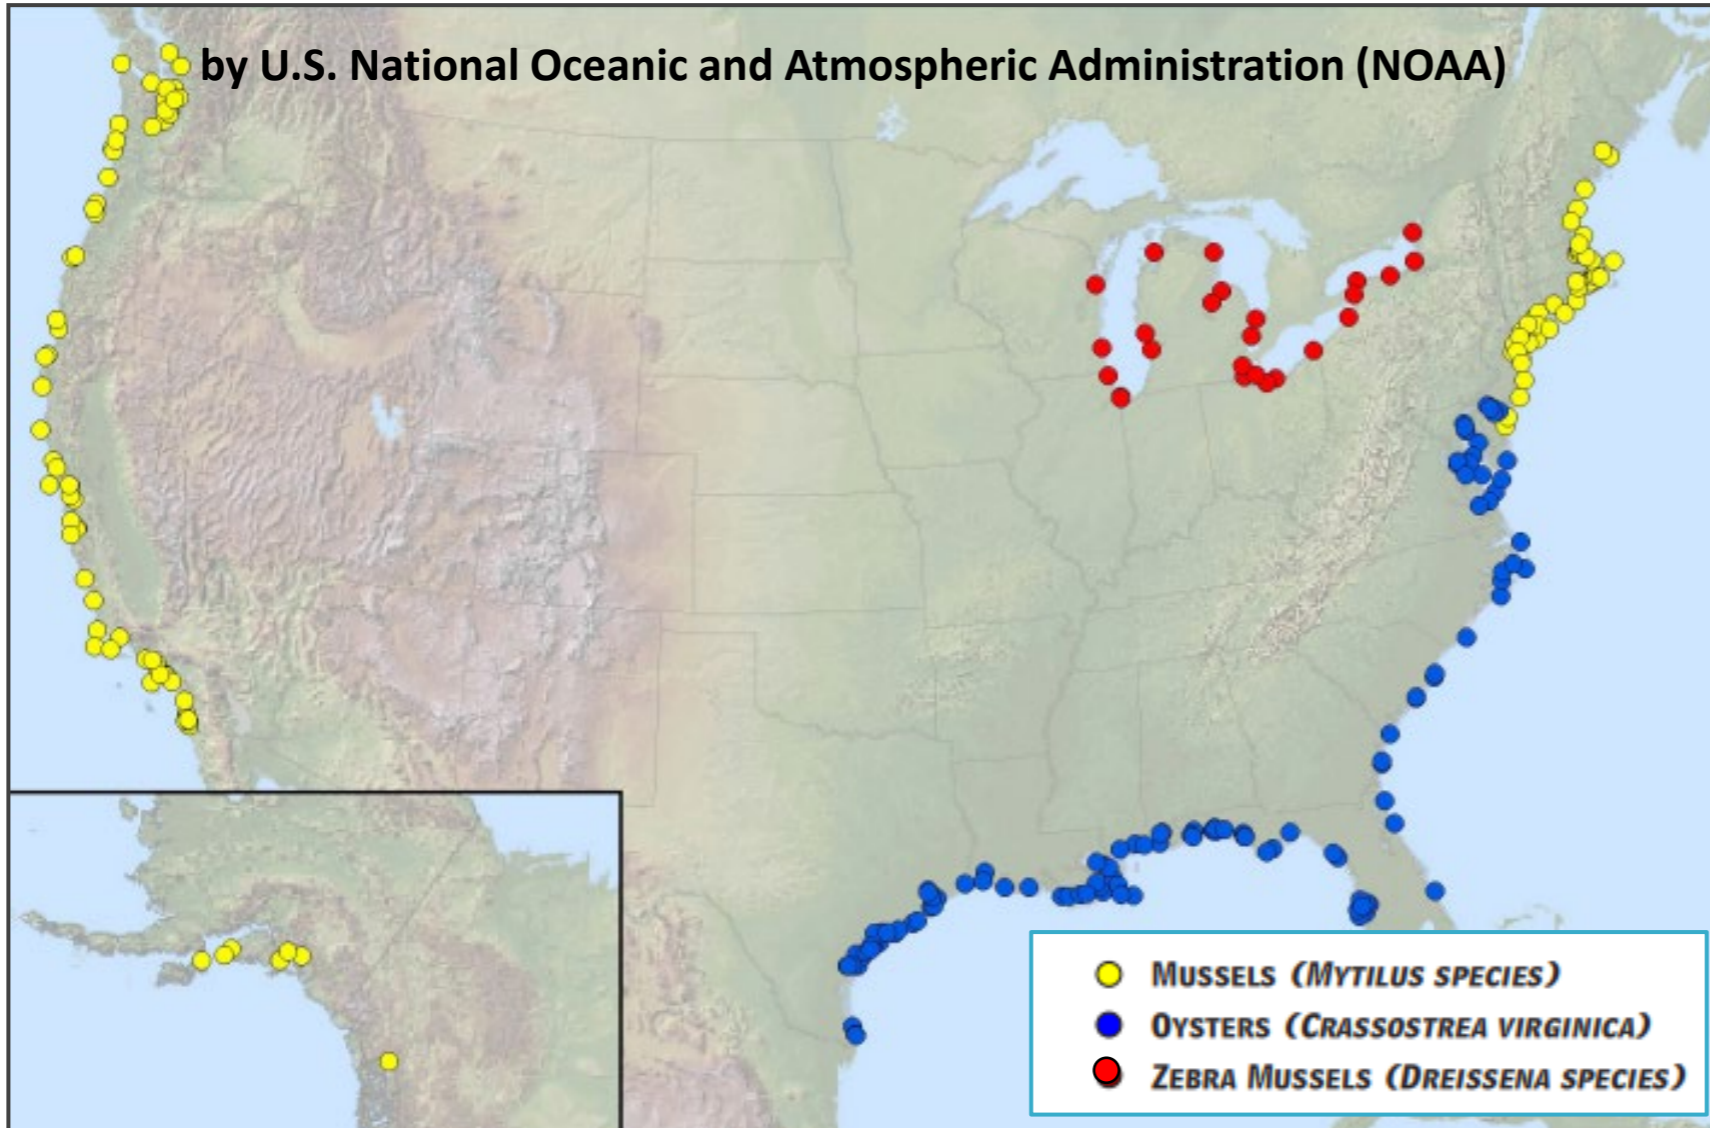 by U.S. National Oceanic and Atmospheric Administration (NOAA)
MUSSELS (MYTILUS SPECIES)
OYSTERS (CRASSOSTREA VIRGINICA)
ZEBRA MUSSELS (DREISSENA SPECIES)